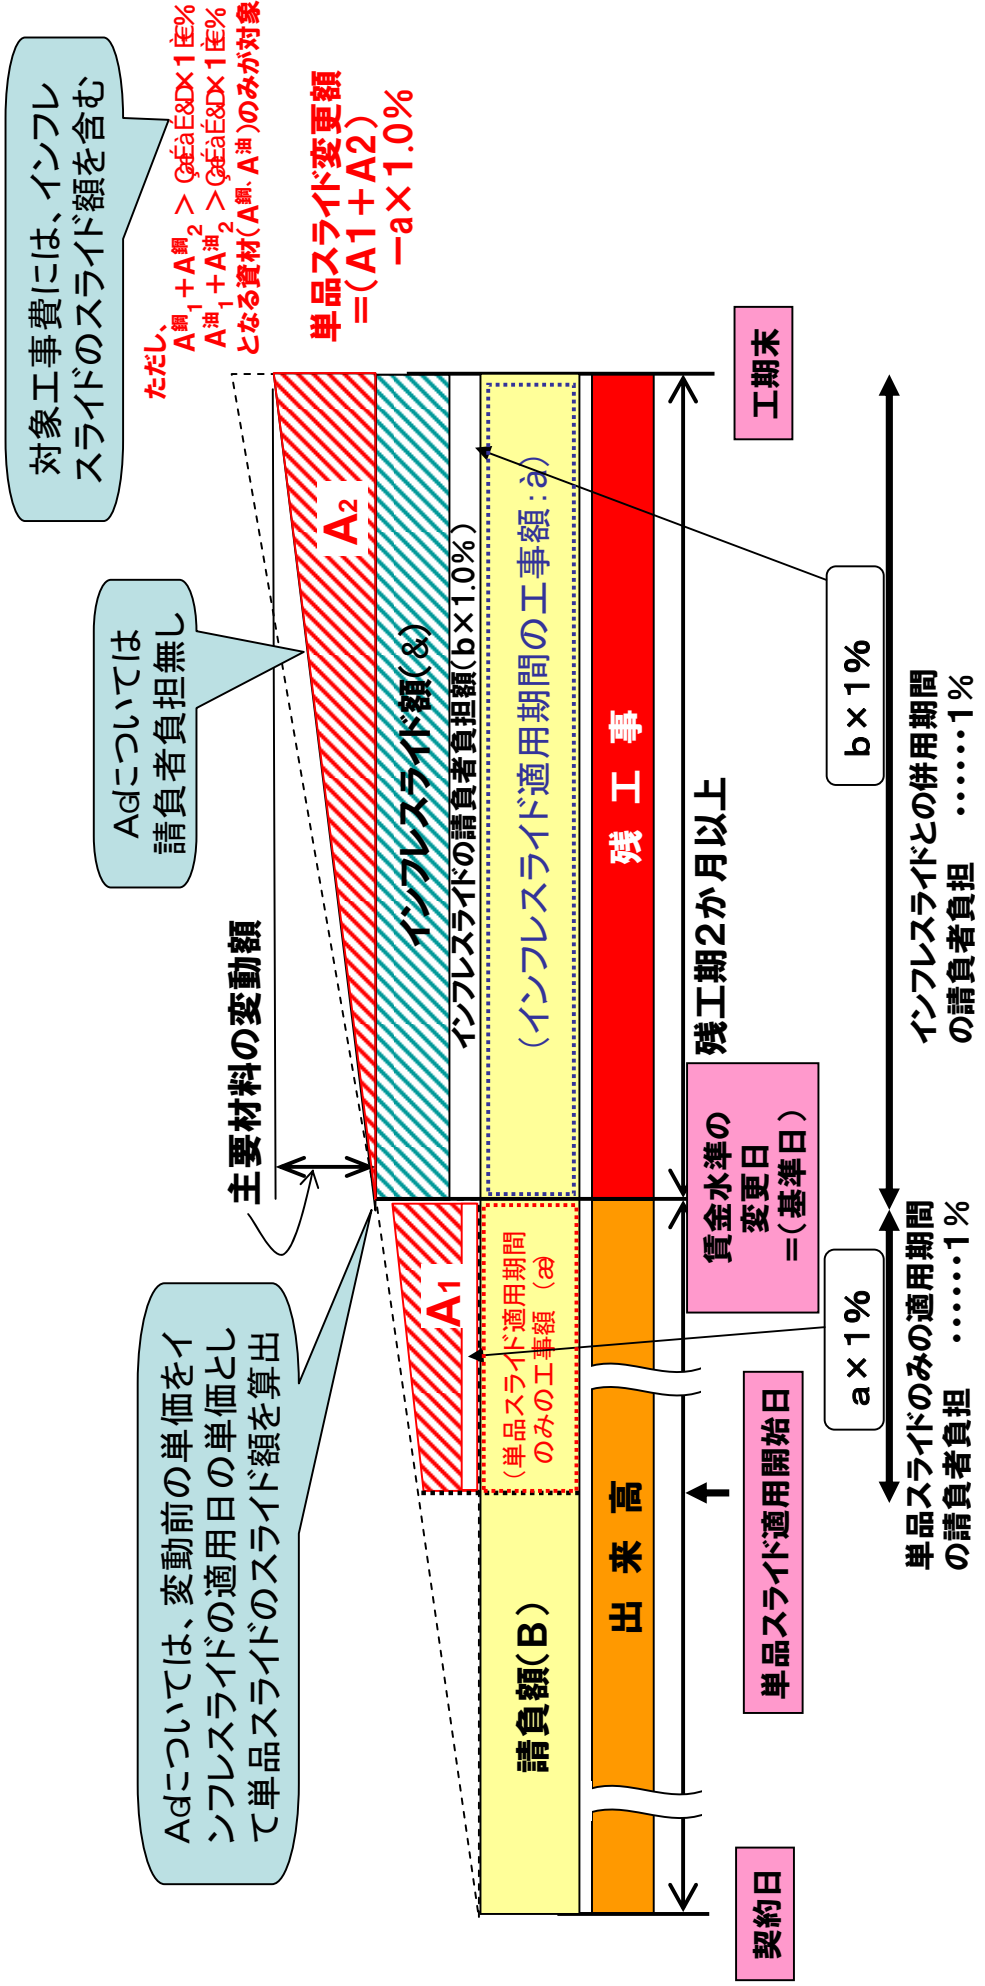 対象工事費には、インフレ
スライドのスライド額を含む
ただし、
A鋼1+A鋼2 >
A油1+A油2 >
となる資材(A鋼、A油)のみが対象
単品スライド変更額
=(A1+A2)
-a×1.0%
については
請負者負担無し
主要材料の変動額
については、変動前の単価をイ
ンフレスライドの適用日の単価とし
て単品スライドのスライド額を算出
A1
A2
インフレスライド額(&)
インフレスライドの請負者負担額(b×1.0%)
請負額(B)
(単品スライド適用期間
のみの工事額 (æ)
(インフレスライド適用期間の工事額:à)
出 来 高
残 工 事
残工期2か月以上
契約日
単品スライド適用開始日
賃金水準の
変更日
=(基準日)
工期末
a×1%
b×1%
単品スライドのみの適用期間
の請負者負担 ・・・・・・・1%
インフレスライドとの併用期間
の請負者負担 ・・・・・・・1%